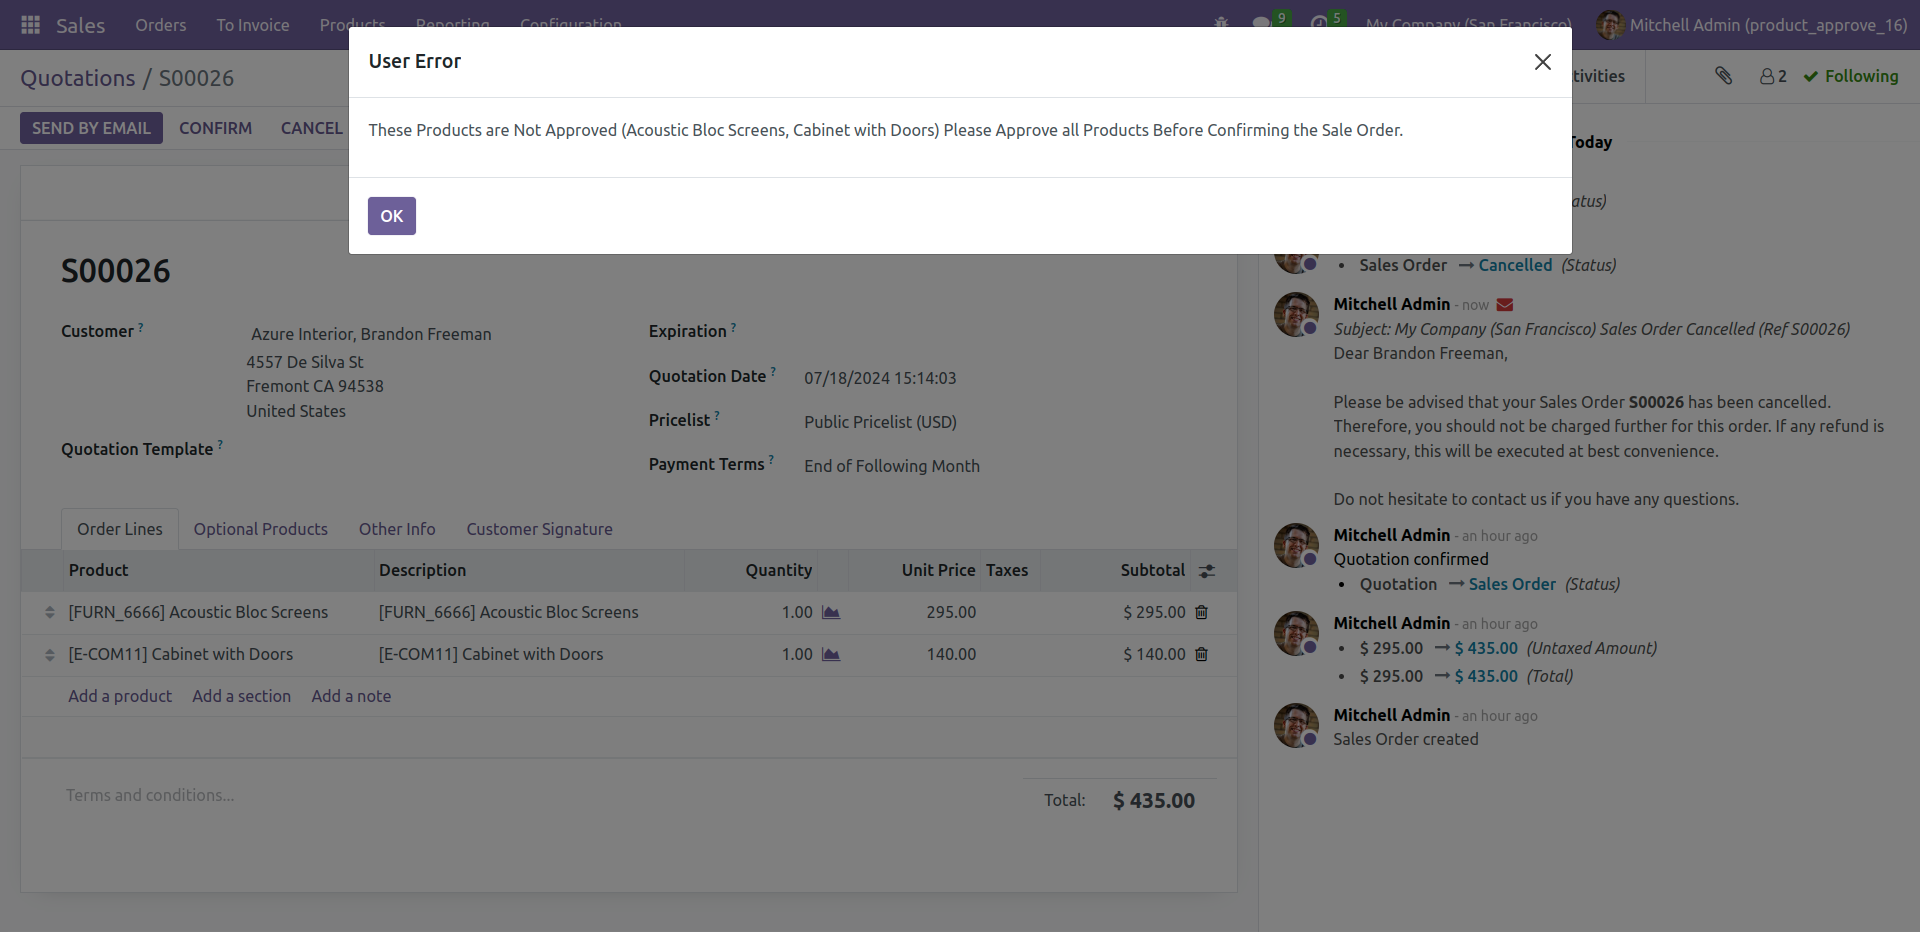 Sales Orders To Invoice Products Reporting Configuration 9 5 My Company (San Francisco) Mitchell Admin (product_approve_16)
Quotations / S00026
tivities 2 Following
SEND BY EMAIL CONFIRM CANCEL
User Error
These Products are Not Approved (Acoustic Bloc Screens, Cabinet with Doors) Please Approve all Products Before Confirming the Sale Order.
OK
S00026
Customer ?
Azure Interior, Brandon Freeman
4557 De Silva St
Fremont CA 94538
United States
Quotation Template ?
Expiration ?
Quotation Date ? 07/18/2024 15:14:03
Pricelist ? Public Pricelist (USD)
Payment Terms ? End of Following Month
Order Lines Optional Products Other Info Customer Signature
Product Description Quantity Unit Price Taxes Subtotal
[FURN_6666] Acoustic Bloc Screens [FURN_6666] Acoustic Bloc Screens 1.00 295.00 $ 295.00
[E-COM11] Cabinet with Doors [E-COM11] Cabinet with Doors 1.00 140.00 $ 140.00
Add a product Add a section Add a note
Terms and conditions...
Total: $ 435.00
Today
atus)
• Sales Order → Cancelled (Status)
Mitchell Admin - now
Subject: My Company (San Francisco) Sales Order Cancelled (Ref S00026)
Dear Brandon Freeman,
Please be advised that your Sales Order S00026 has been cancelled.
Therefore, you should not be charged further for this order. If any refund is
necessary, this will be executed at best convenience.
Do not hesitate to contact us if you have any questions.
Mitchell Admin - an hour ago
Quotation confirmed
• Quotation → Sales Order (Status)
Mitchell Admin - an hour ago
• $ 295.00 → $ 435.00 (Untaxed Amount)
• $ 295.00 → $ 435.00 (Total)
Mitchell Admin - an hour ago
Sales Order created